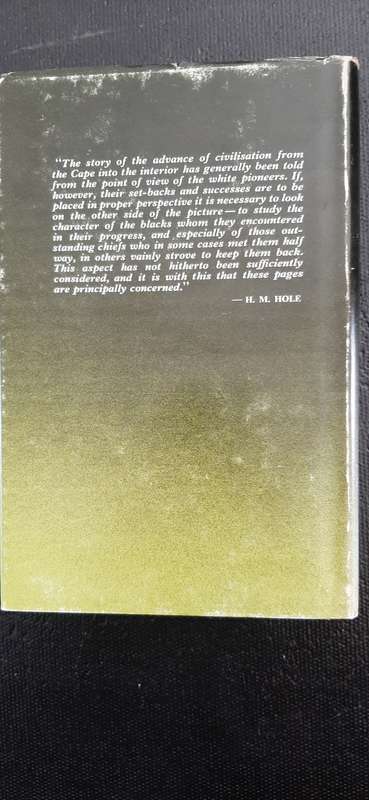 "The story of the advance of civilisation from
the Cape into the interior has generally been told
from the point of view of the white pioneers. If,
however, their set-backs and successes are to be
placed in proper perspective it is necessary to look
on the other side of the picture — to study the
character of the blacks whom they encountered
in their progress, and especially of those out-
standing chiefs who in some cases met them half
way, in others vainly strove to keep them back.
This aspect has not hitherto been sufficiently
considered, and it is with this that these pages
are principally concerned."
— H. M. HOLE